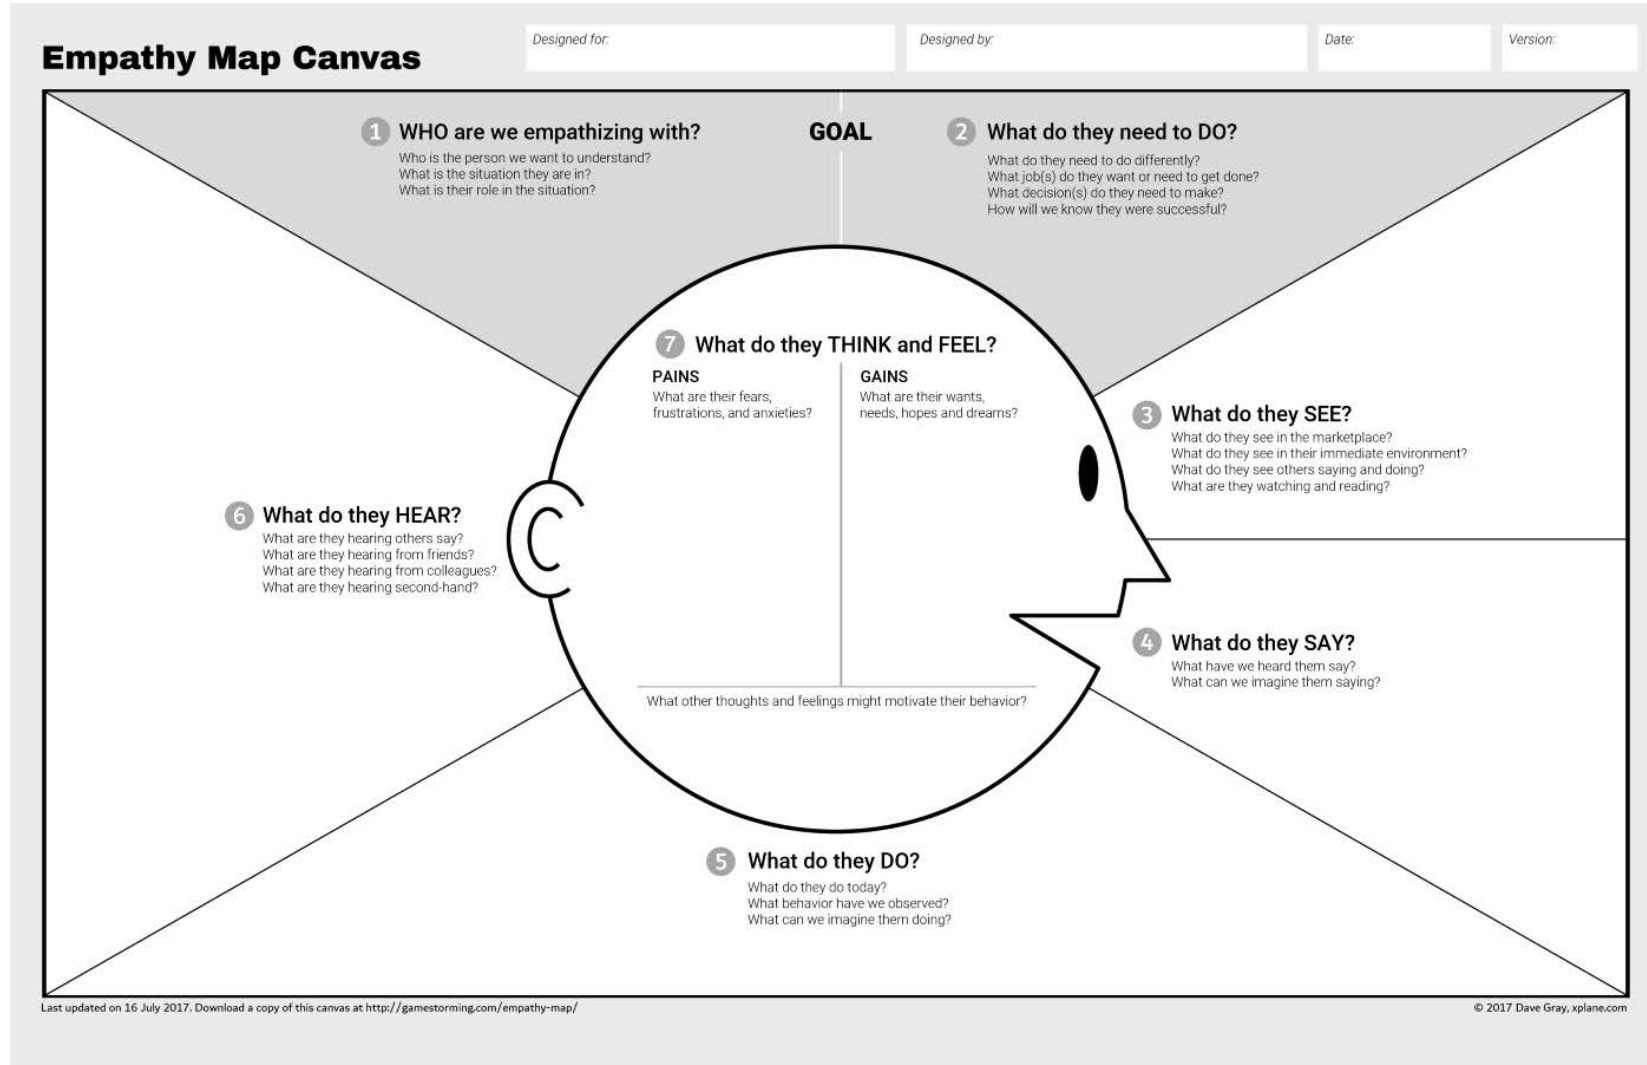 Empathy Map Canvas
Designed for:
Designed by:
Date:
Version:
1 WHO are we empathizing with?
Who is the person we want to understand?
What is the situation they are in?
What is their role in the situation?
GOAL
2 What do they need to DO?
What do they need to do differently?
What job(s) do they want or need to get done?
What decision(s) do they need to make?
How will we know they were successful?
7 What do they THINK and FEEL?
PAINS
What are their fears,
frustrations, and anxieties?
GAINS
What are their wants,
needs, hopes and dreams?
What other thoughts and feelings might motivate their behavior?
3 What do they SEE?
What do they see in the marketplace?
What do they see in their immediate environment?
What do they see others saying and doing?
What are they watching and reading?
4 What do they SAY?
What have we heard them say?
What can we imagine them saying?
5 What do they DO?
What do they do today?
What behavior have we observed?
What can we imagine them doing?
6 What do they HEAR?
What are they hearing others say?
What are they hearing from friends?
What are they hearing from colleagues?
What are they hearing second-hand?
Last updated on 16 July 2017. Download a copy of this canvas at http://gamestorming.com/empathy-map/
© 2017 Dave Gray, xplane.com